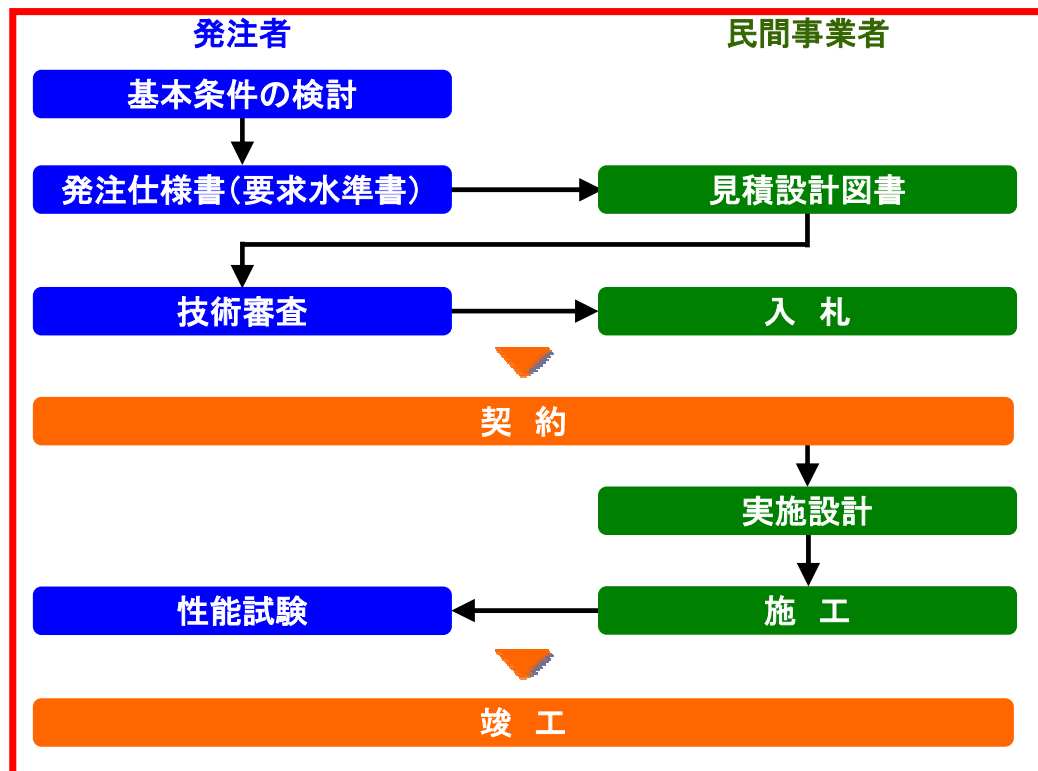 発注者
民間事業者
基本条件の検討
発注仕様書(要求水準書)
見積設計図書
技術審査
入 札
契 約
実施設計
性能試験
施 工
竣 工